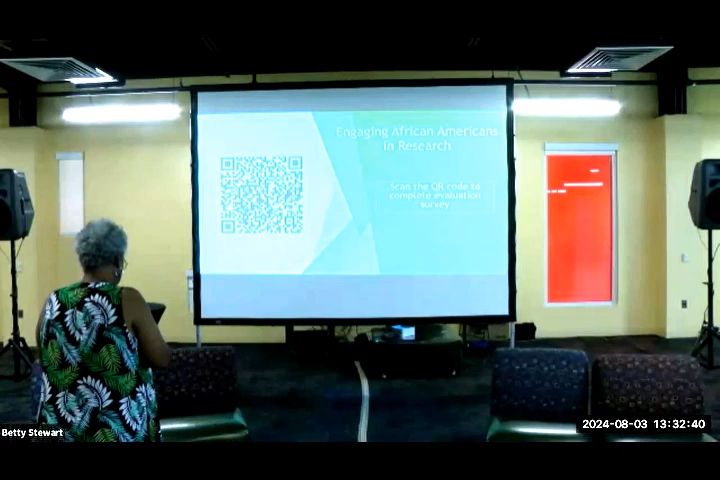 Engaging African Americans
in Research
Scan the QR code to
complete evaluation
survey
2024-08-03 13:32:40
Betty Stewart